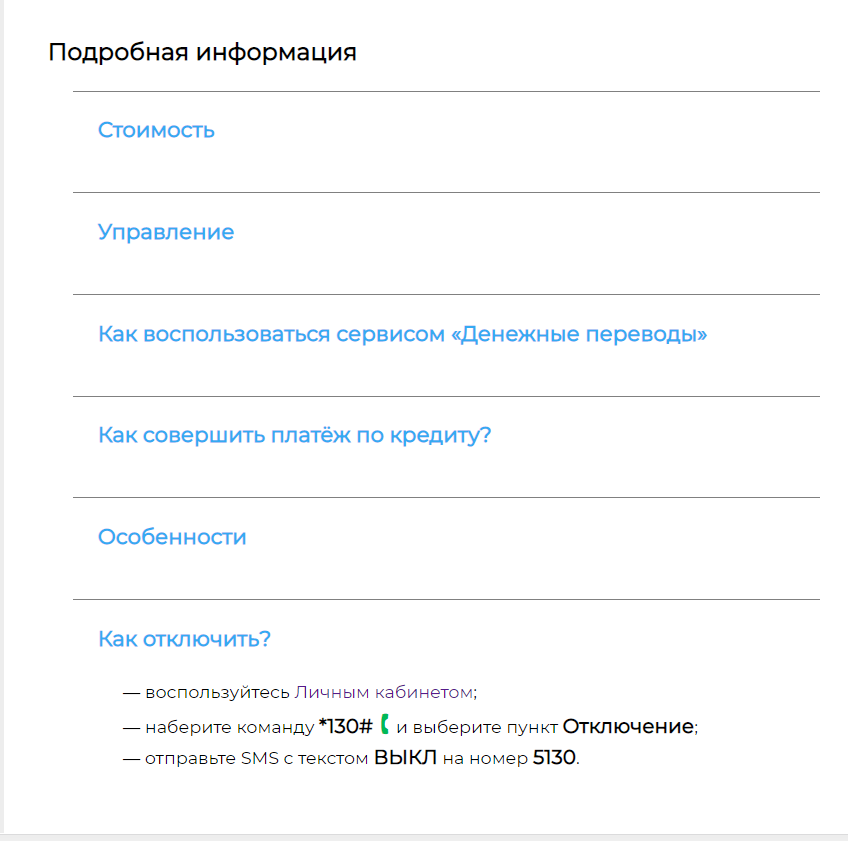 Подробная информация
Стоимость
Управление
Как воспользоваться сервисом «Денежные переводы»
Как совершить платёж по кредиту?
Особенности
Как отключить?
— воспользуйтесь Личным кабинетом;
— наберите команду *130# и выберите пункт Отключение;
— отправьте SMS с текстом ВЫКЛ на номер 5130.